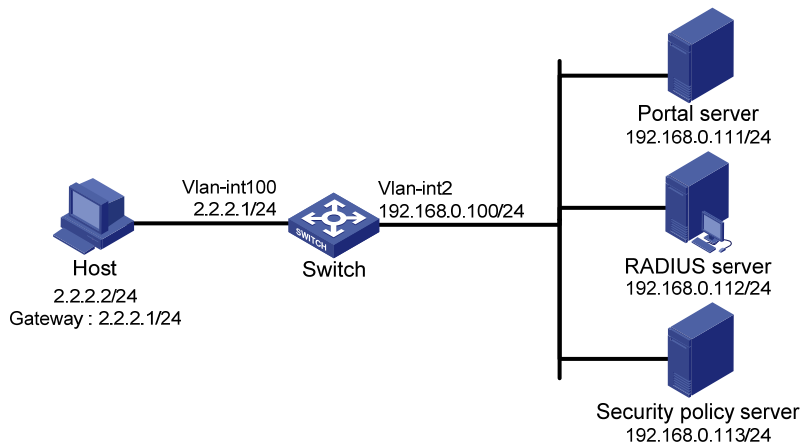 Portal server
192.168.0.111/24
Vlan-int100
2.2.2.1/24
Vlan-int2
192.168.0.100/24
SWITCH
Host
2.2.2.2/24
Gateway : 2.2.2.1/24
Switch
RADIUS server
192.168.0.112/24
Security policy server
192.168.0.113/24